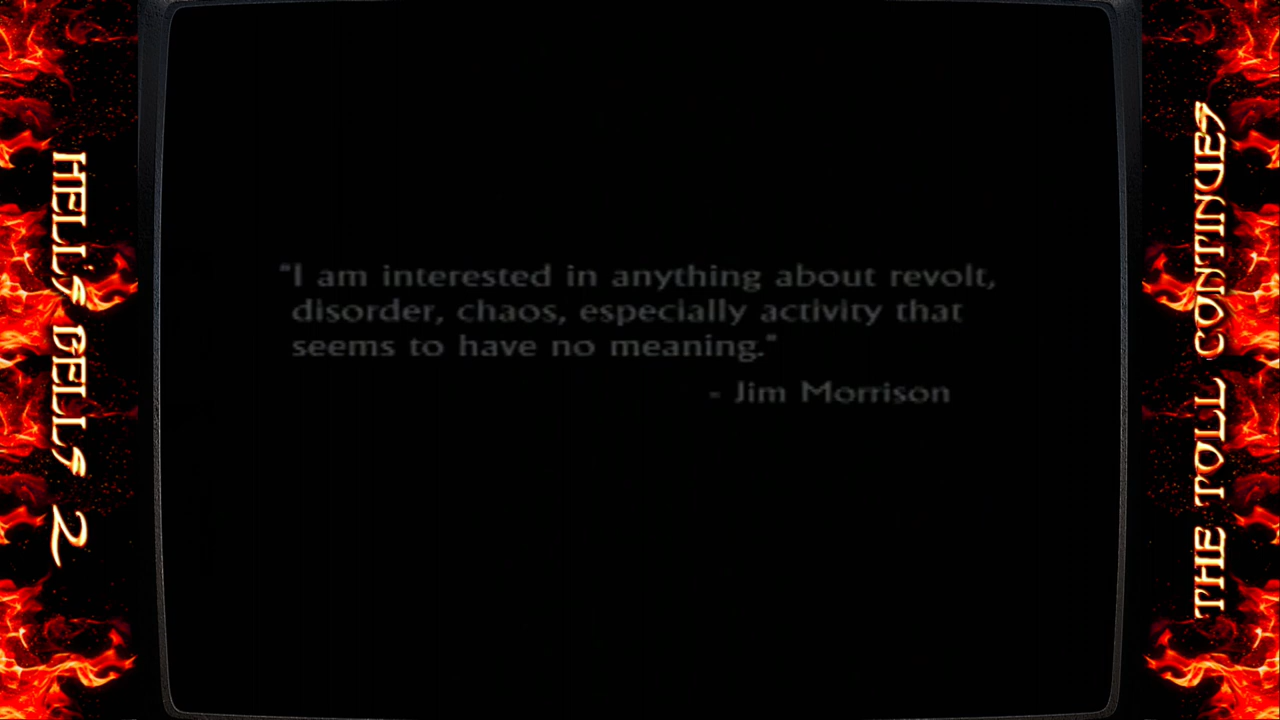 HELL'S BELLS 2
"I am interested in anything about revolt,
disorder, chaos, especially activity that
seems to have no meaning."
- Jim Morrison
THE TOLL CONTINUES